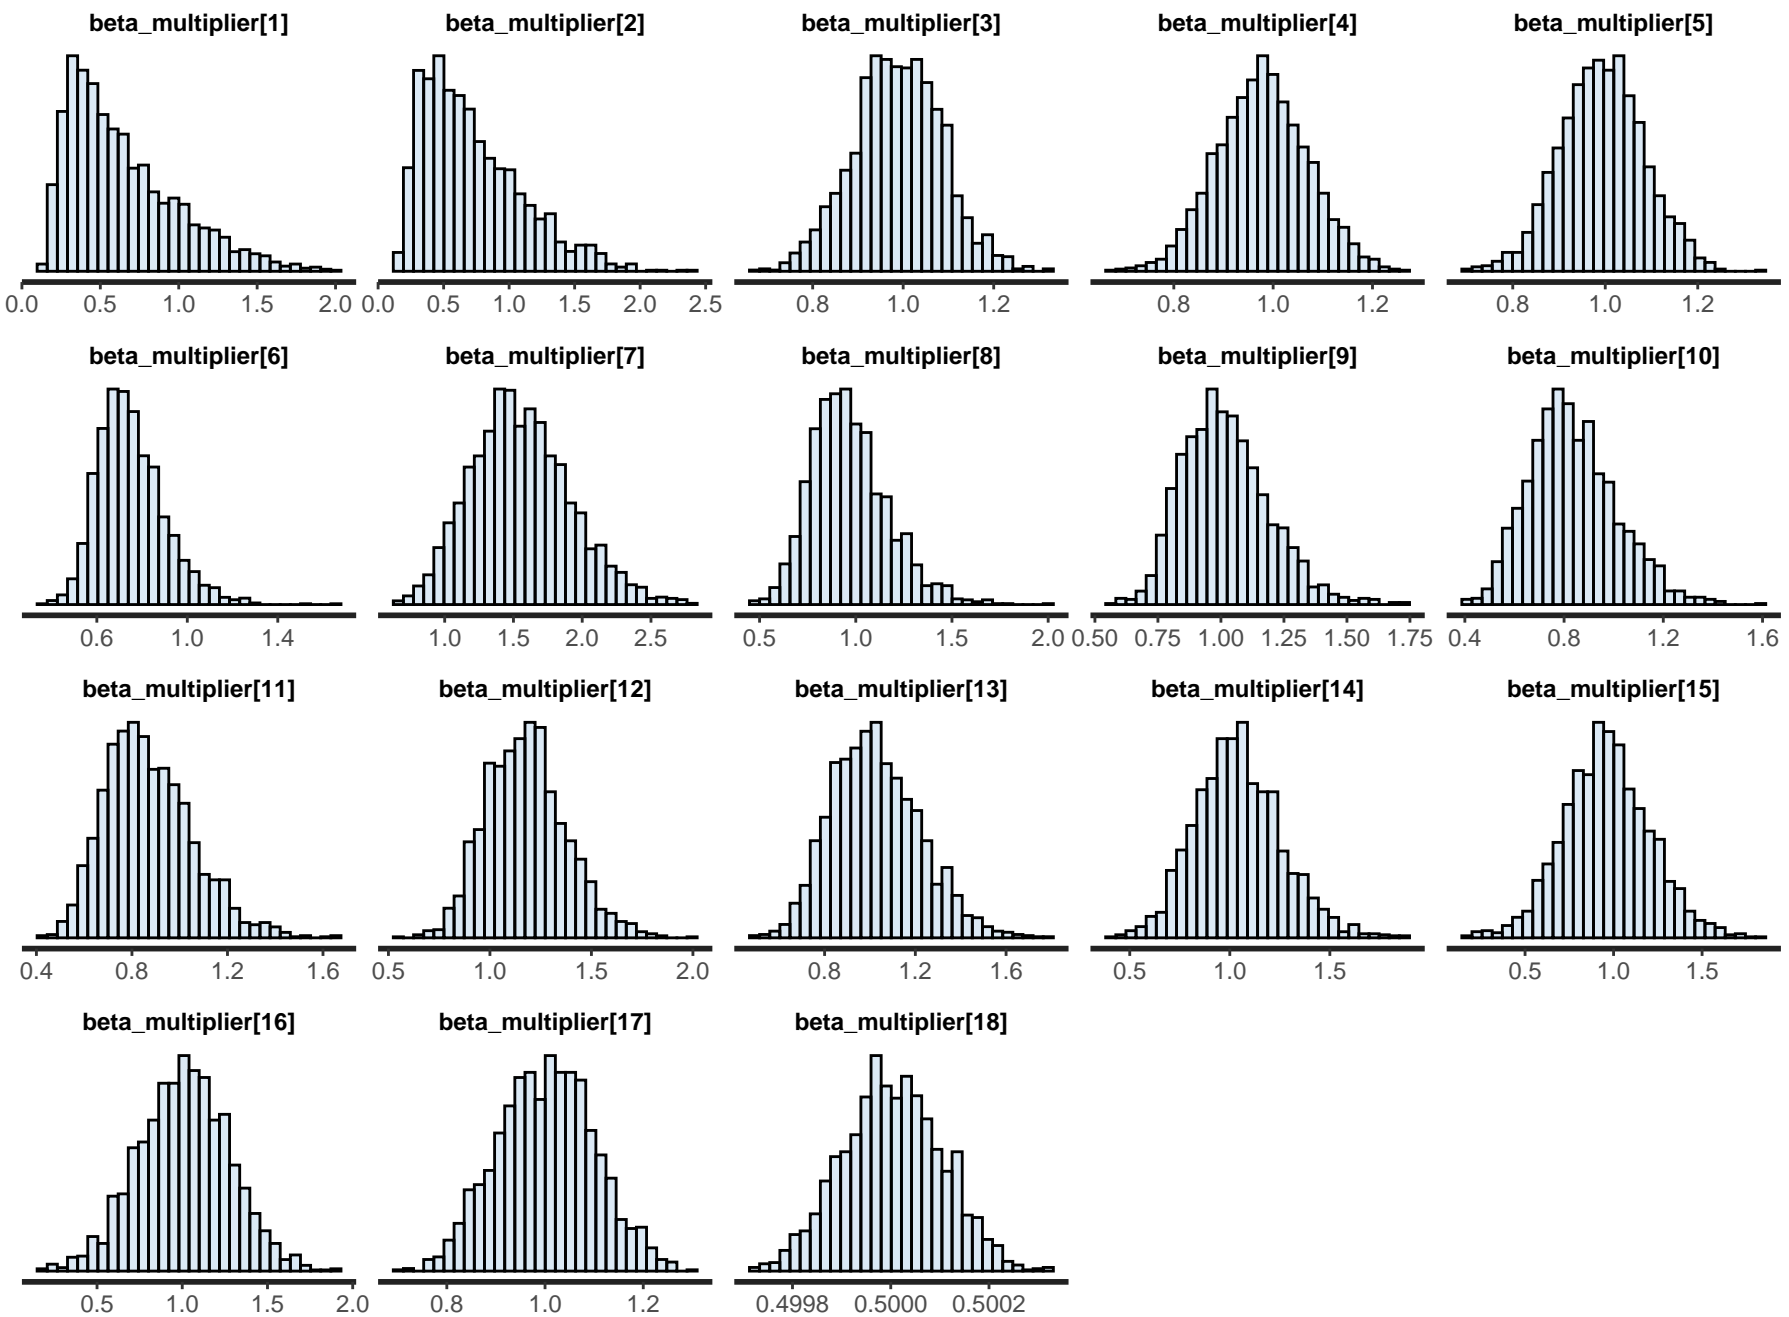 beta_multiplier[1] beta_multiplier[2] beta_multiplier[3] beta_multiplier[4] beta_multiplier[5]
0.0 0.5 1.0 1.5 2.0 0.0 0.5 1.0 1.5 2.0 2.5 0.8 1.0 1.2 0.8 1.0 1.2 0.8 1.0 1.2
beta_multiplier[6] beta_multiplier[7] beta_multiplier[8] beta_multiplier[9] beta_multiplier[10]
0.6 1.0 1.4 1.0 1.5 2.0 2.5 0.5 1.0 1.5 2.0 0.50 0.75 1.00 1.25 1.50 1.75 0.4 0.8 1.2 1.6
beta_multiplier[11] beta_multiplier[12] beta_multiplier[13] beta_multiplier[14] beta_multiplier[15]
0.4 0.8 1.2 1.6 0.5 1.0 1.5 2.0 0.8 1.2 1.6 0.5 1.0 1.5 0.5 1.0 1.5
beta_multiplier[16] beta_multiplier[17] beta_multiplier[18]
0.5 1.0 1.5 2.0 0.8 1.0 1.2 0.4998 0.5000 0.5002